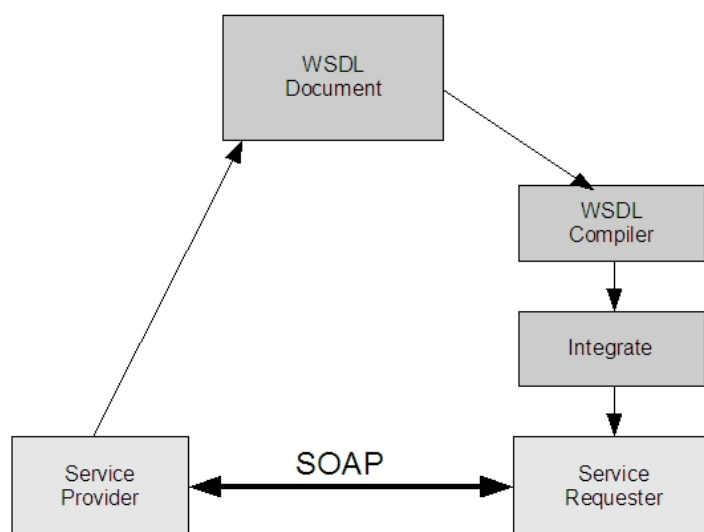 WSDL
Document
WSDL
Compiler
Integrate
SOAP
Service
Provider
Service
Requester